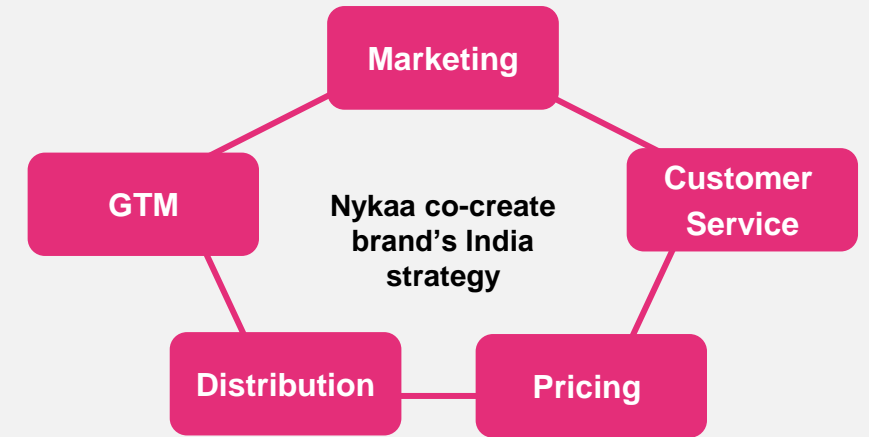 Marketing
GTM
Customer
Service
Nykaa co-create
brand’s India
strategy
Distribution
Pricing